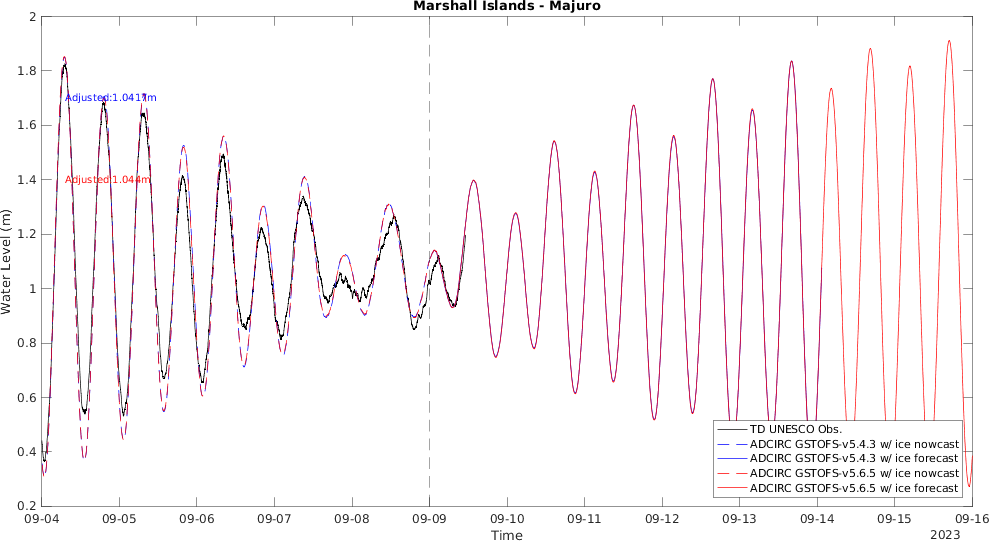 Marshall Islands - Majuro
2
1.8
1.6
1.4
1.2
1
0.8
0.6
0.4
0.2
Water Level (m)
Adjusted:1.0417m
Adjusted:1.044m
TD UNESCO Obs.
ADCIRC GSTOFS-v5.4.3 w/ ice nowcast
ADCIRC GSTOFS-v5.4.3 w/ ice forecast
ADCIRC GSTOFS-v5.6.5 w/ ice nowcast
ADCIRC GSTOFS-v5.6.5 w/ ice forecast
09-04 09-05 09-06 09-07 09-08 09-09 09-10 09-11 09-12 09-13 09-14 09-15 09-16
Time
2023